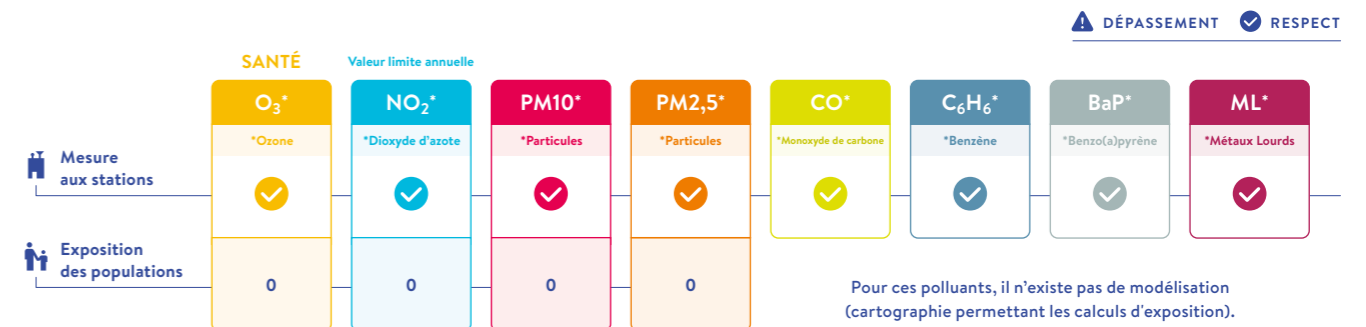 DÉPASSEMENT RESPECT
SANTÉ Valeur limite annuelle
O₃* NO₂* PM10* PM2,5* CO* C₆H₆* BaP* ML*
*Ozone *Dioxyde d'azote *Particules *Particules *Monoxyde de carbone *Benzène *Benzo(a)pyrène *Métaux Lourds
Mesure
aux stations
Exposition
des populations
0 0 0 0
Pour ces polluants, il n'existe pas de modélisation
(cartographie permettant les calculs d'exposition).